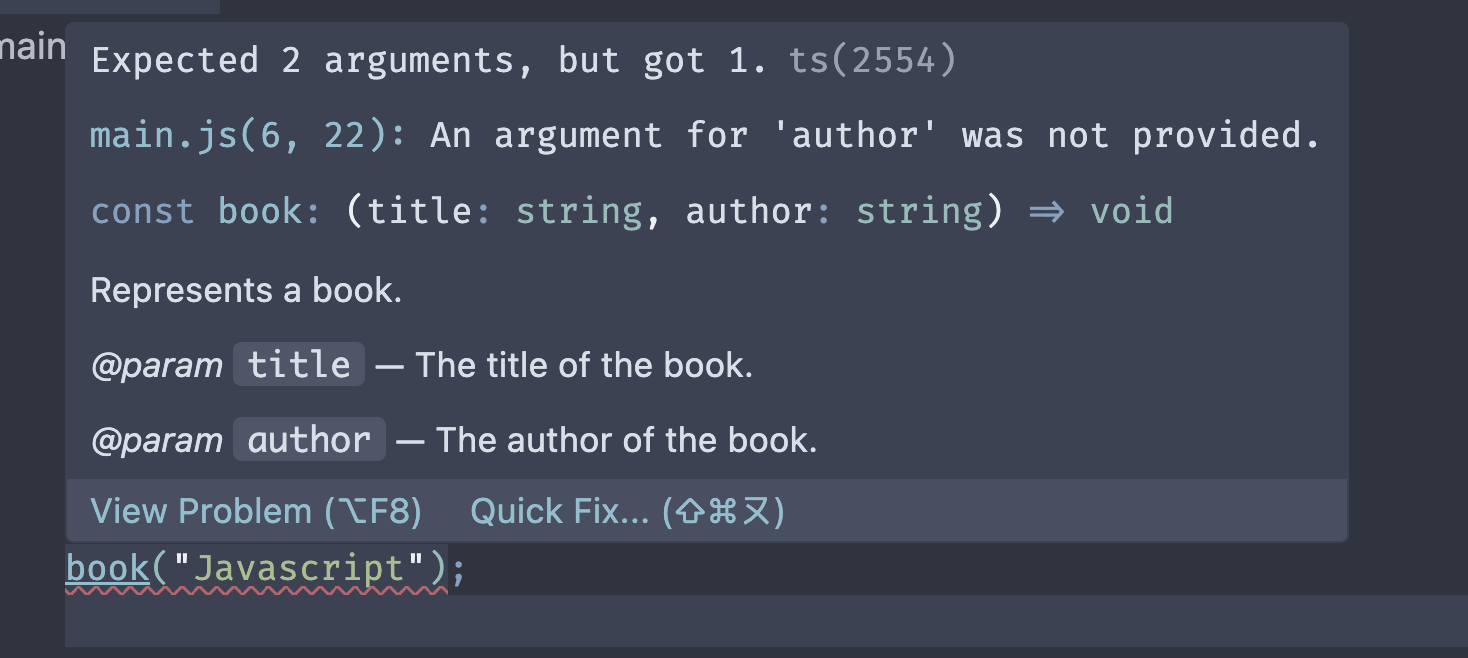 main
Expected 2 arguments, but got 1. ts(2554)
main.js(6, 22): An argument for 'author' was not provided.
const book: (title: string, author: string) => void
Represents a book.
@param title — The title of the book.
@param author — The author of the book.
View Problem (⌥F8) Quick Fix... (⇧⌘ㄡ)
book("Javascript");